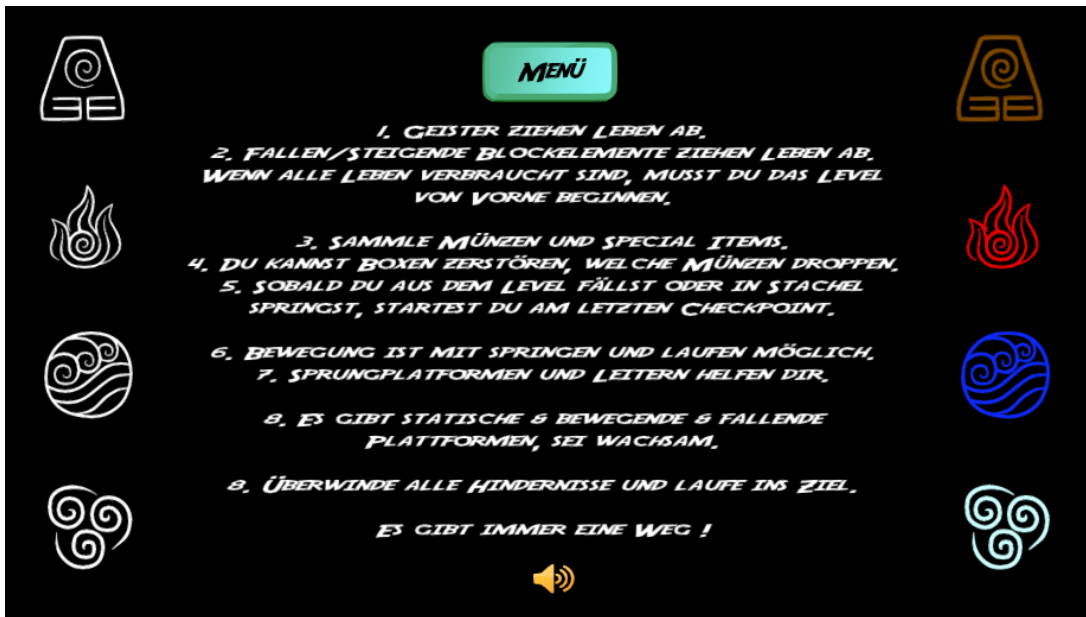 Menü
1. Geister ziehen Leben ab.
2. Fallen/Steigende Blockelemente ziehen Leben ab.
Wenn alle Leben verbraucht sind, musst du das Level
von Vorne beginnen.
3. Sammle Münzen und Special Items.
4. Du kannst Boxen zerstören, welche Münzen droppen.
5. Sobald du aus dem Level fällst oder in Stachel
springst, startest du am letzten Checkpoint.
6. Bewegung ist mit springen und laufen möglich.
7. Sprungplatformen und Leitern helfen dir.
8. Es gibt statische & bewegende & fallende
Plattformen, sei wachsam.
8. Überwinde alle Hindernisse und laufe ins Ziel.
Es gibt immer eine Weg !